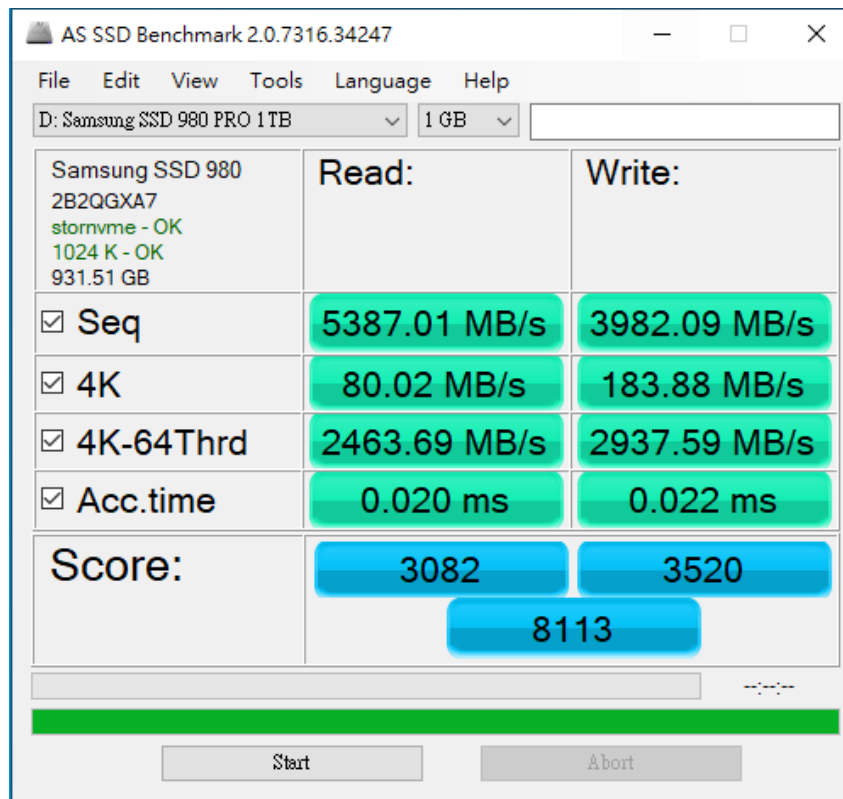 AS SSD Benchmark 2.0.7316.34247
File Edit View Tools Language Help
D: Samsung SSD 980 PRO 1TB 1 GB
Samsung SSD 980
2B2QGXA7
stornvme - OK
1024 K - OK
931.51 GB
Read: Write:
Seq 5387.01 MB/s 3982.09 MB/s
4K 80.02 MB/s 183.88 MB/s
4K-64Thrd 2463.69 MB/s 2937.59 MB/s
Acc.time 0.020 ms 0.022 ms
Score: 3082 3520
8113
--:--:--
Start Abort